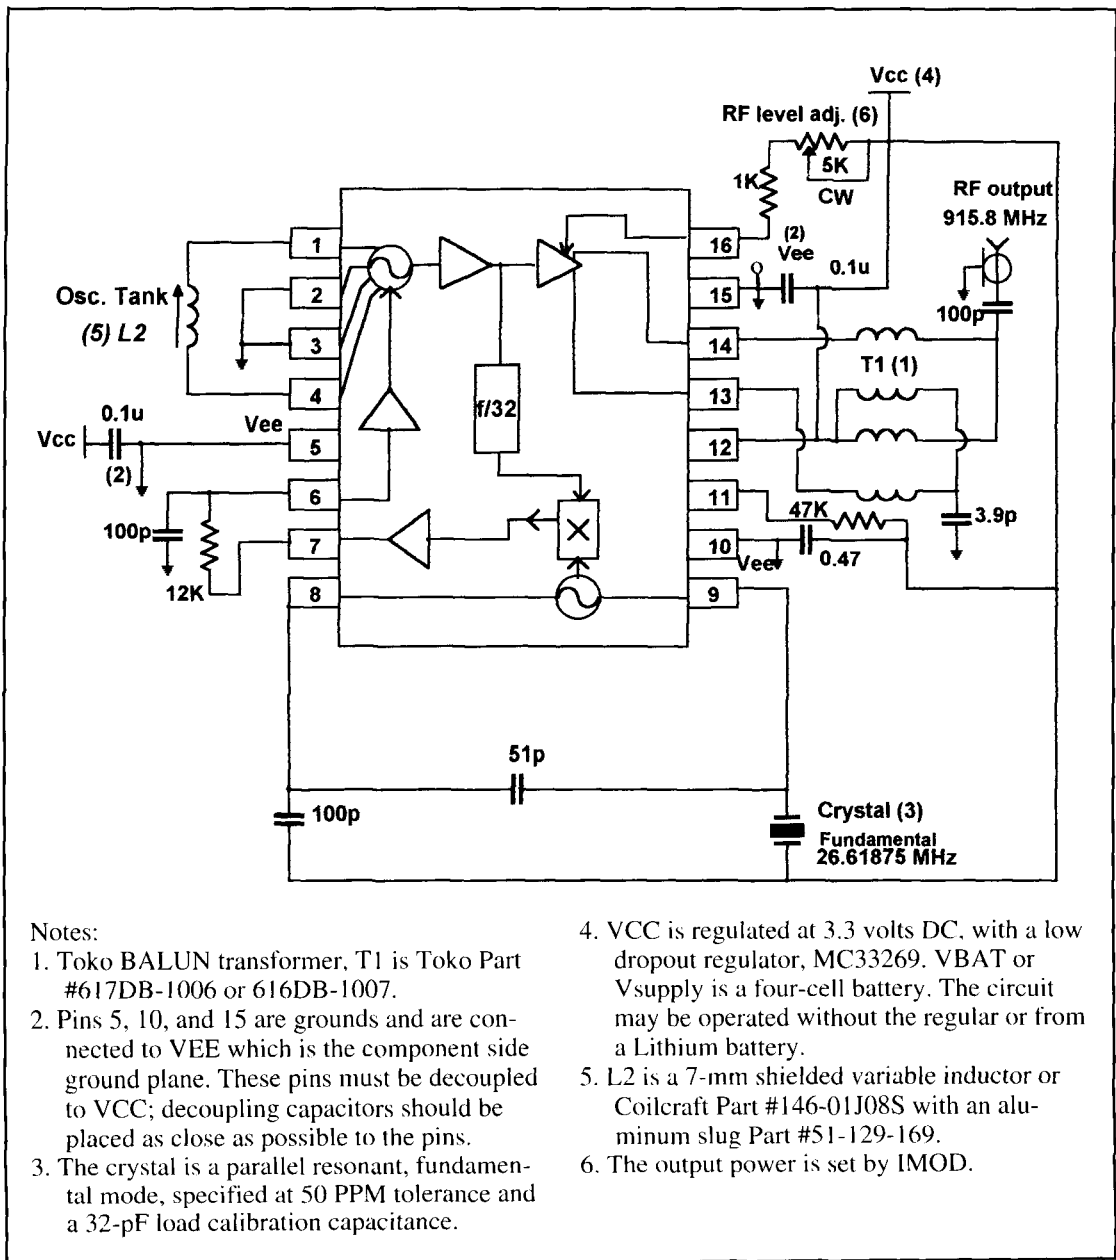 Vcc (4)
RF level adj. (6)
5K
1K
CW
RF output
915.8 MHz
1
16
(2)
Vee
0.1u
2
15
Osc. Tank
(5) L2
100p
3
14
T1 (1)
4
13
f/32
0.1u
Vcc
Vee
5
12
(2)
6
11
47K
3.9p
100p
7
10
Vee
0.47
12K
8
9
51p
100p
Crystal (3)
Fundamental
26.61875 MHz
Notes:
1. Toko BALUN transformer, T1 is Toko Part
#617DB-1006 or 616DB-1007.
2. Pins 5, 10, and 15 are grounds and are con-
nected to VEE which is the component side
ground plane. These pins must be decoupled
to VCC; decoupling capacitors should be
placed as close as possible to the pins.
3. The crystal is a parallel resonant, fundamen-
tal mode, specified at 50 PPM tolerance and
a 32-pF load calibration capacitance.
4. VCC is regulated at 3.3 volts DC, with a low
dropout regulator, MC33269. VBAT or
Vsupply is a four-cell battery. The circuit
may be operated without the regular or from
a Lithium battery.
5. L2 is a 7-mm shielded variable inductor or
Coilcraft Part #146-01J08S with an alu-
minum slug Part #51-129-169.
6. The output power is set by IMOD.